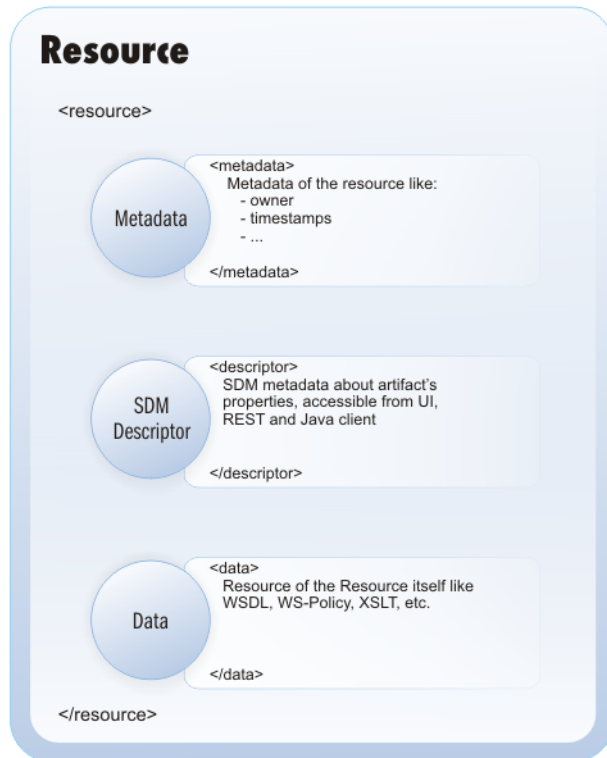 Resource
<resource>
Metadata
<metadata>
Metadata of the resource like:
- owner
- timestamps
- ...
</metadata>
SDM
Descriptor
<descriptor>
SDM metadata about artifact's
properties, accessible from UI,
REST and Java client
</descriptor>
Data
<data>
Resource of the Resource itself like
WSDL, WS-Policy, XSLT, etc.
</data>
</resource>